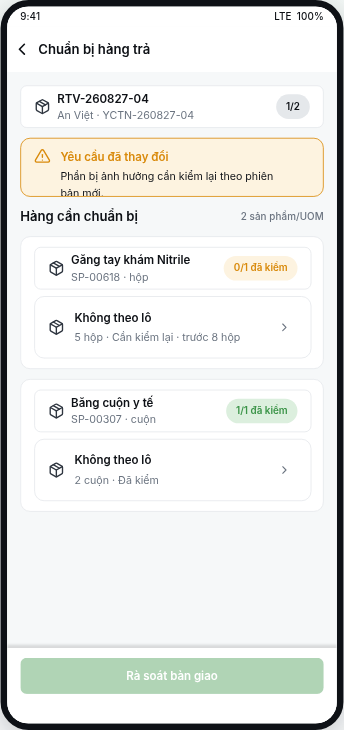 9:41 LTE 100%
Chuẩn bị hàng trả
RTV-260827-04
An Việt · YCTN-260827-04
1/2
Yêu cầu đã thay đổi
Phần bị ảnh hưởng cần kiểm lại theo phiên
bản mới.
Hàng cần chuẩn bị
2 sản phẩm/UOM
Găng tay khám Nitrile
SP-00618 · hộp
0/1 đã kiểm
Không theo lô
5 hộp · Cần kiểm lại · trước 8 hộp
Băng cuộn y tế
SP-00307 · cuộn
1/1 đã kiểm
Không theo lô
2 cuộn · Đã kiểm
Rà soát bàn giao